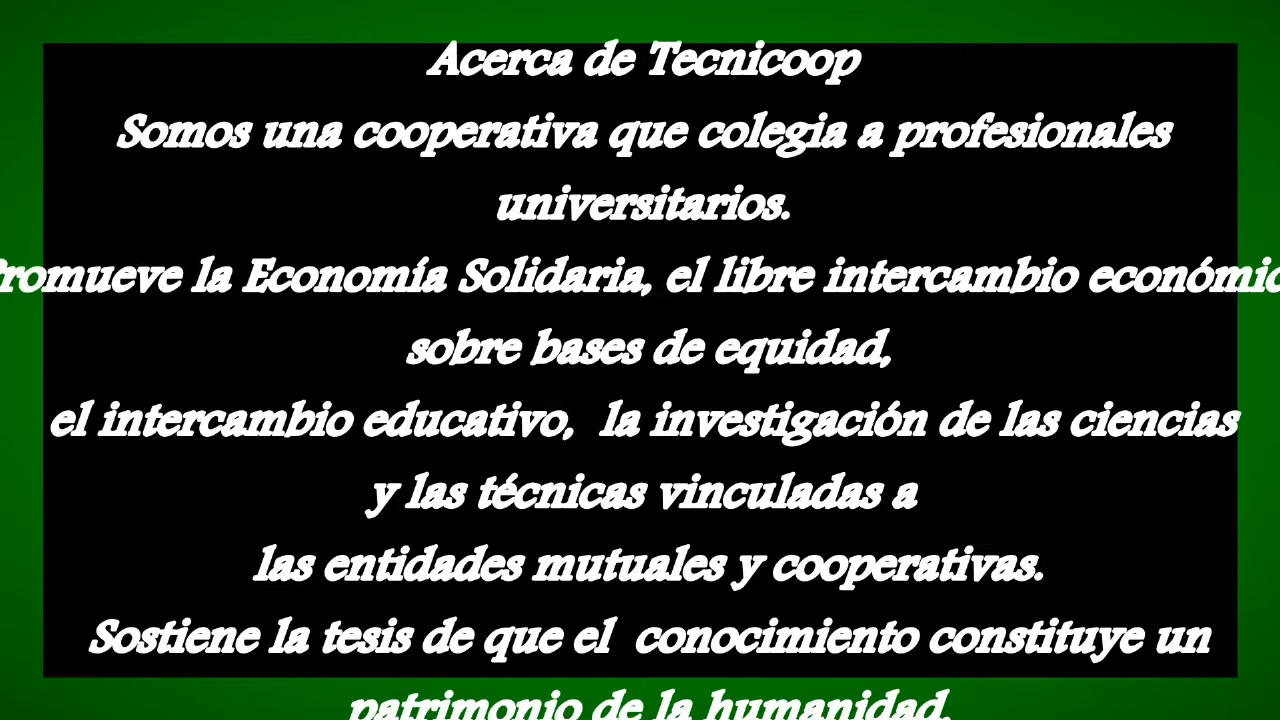 Acerca de Tecnicoop
Somos una cooperativa que colegia a profesionales
universitarios.
Promueve la Economía Solidaria, el libre intercambio económic
sobre bases de equidad,
el intercambio educativo, la investigación de las ciencias
y las técnicas vinculadas a
las entidades mutuales y cooperativas.
Sostiene la tesis de que el conocimiento constituye un
patrimonio de la humanidad.